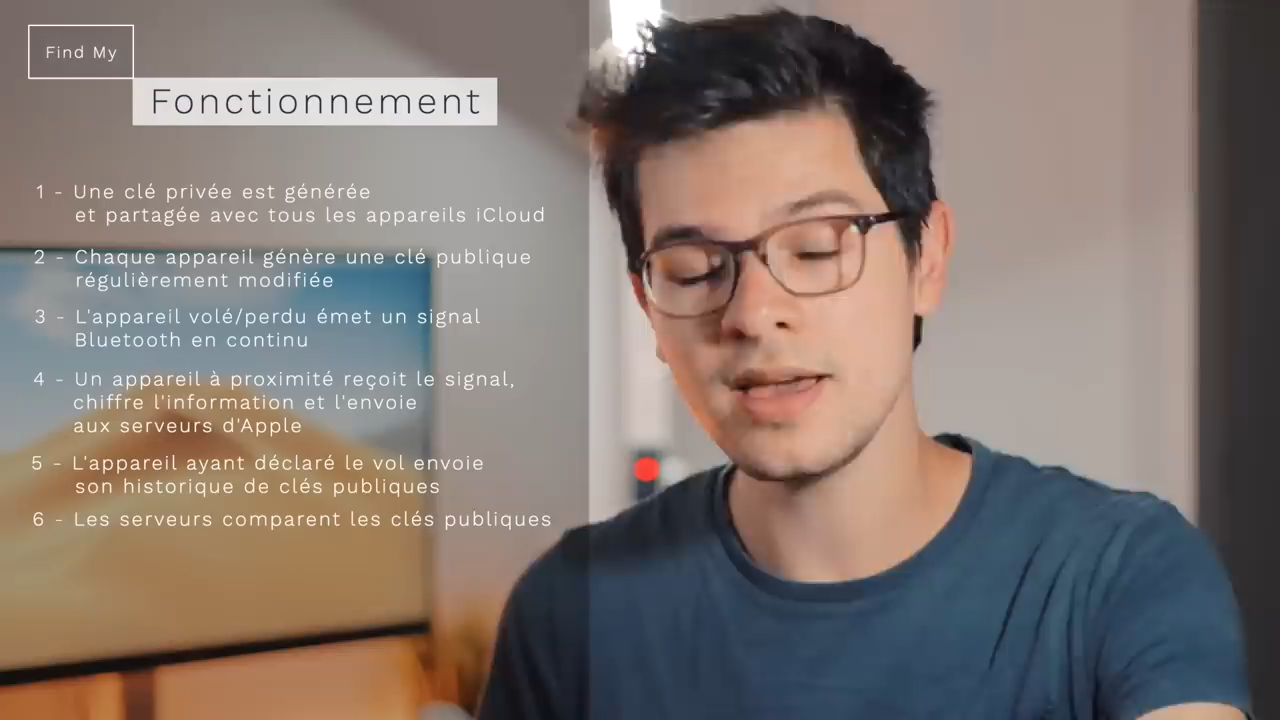 Find My
Fonctionnement
1 - Une clé privée est générée
et partagée avec tous les appareils iCloud
2 - Chaque appareil génère une clé publique
régulièrement modifiée
3 - L'appareil volé/perdu émet un signal
Bluetooth en continu
4 - Un appareil à proximité reçoit le signal,
chiffre l'information et l'envoie
aux serveurs d'Apple
5 - L'appareil ayant déclaré le vol envoie
son historique de clés publiques
6 - Les serveurs comparent les clés publiques